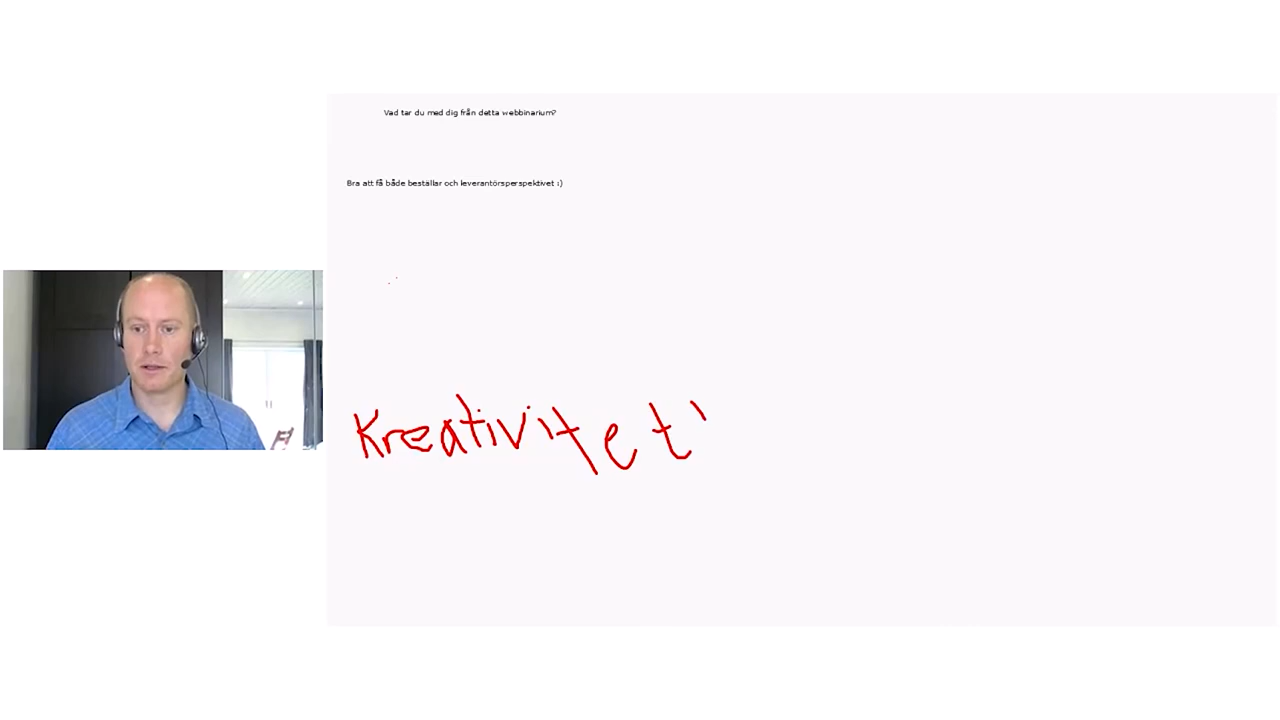 Vad tar du med dig från detta webbinarium?
Bra att få både beställar och leverantörsperspektivet :)
Kreativitet